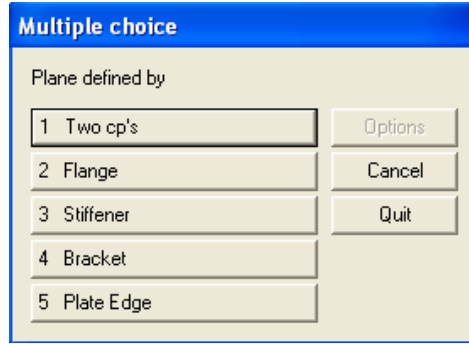 Multiple choice
Plane defined by
1 Two cp's
Options
2 Flange
Cancel
3 Stiffener
Quit
4 Bracket
5 Plate Edge